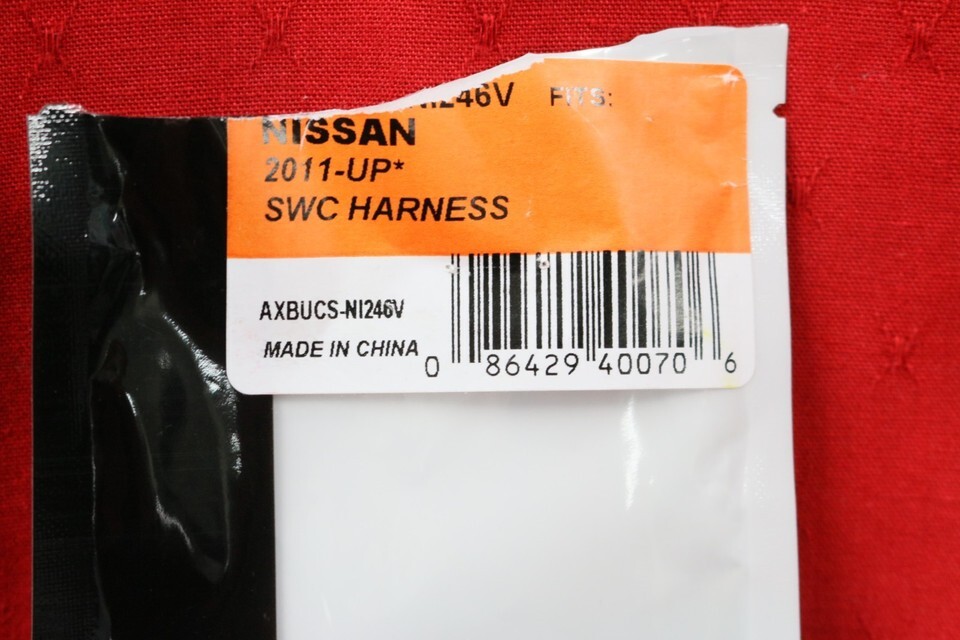 NI246V FITS:
NISSAN
2011-UP*
SWC HARNESS
AXBUCS-NI246V
MADE IN CHINA
0 86429 40070 6